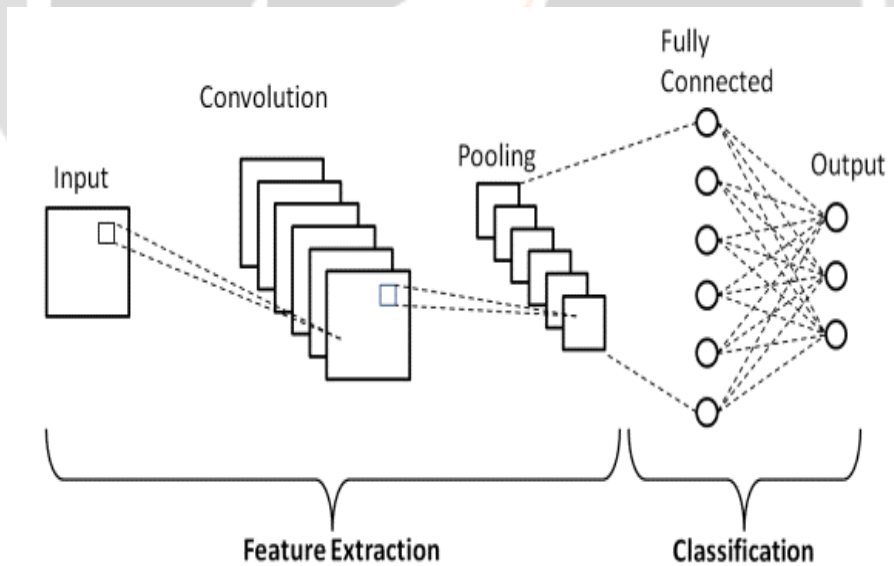 Fully
Connected
Convolution
Pooling
Output
Input
Feature Extraction
Classification